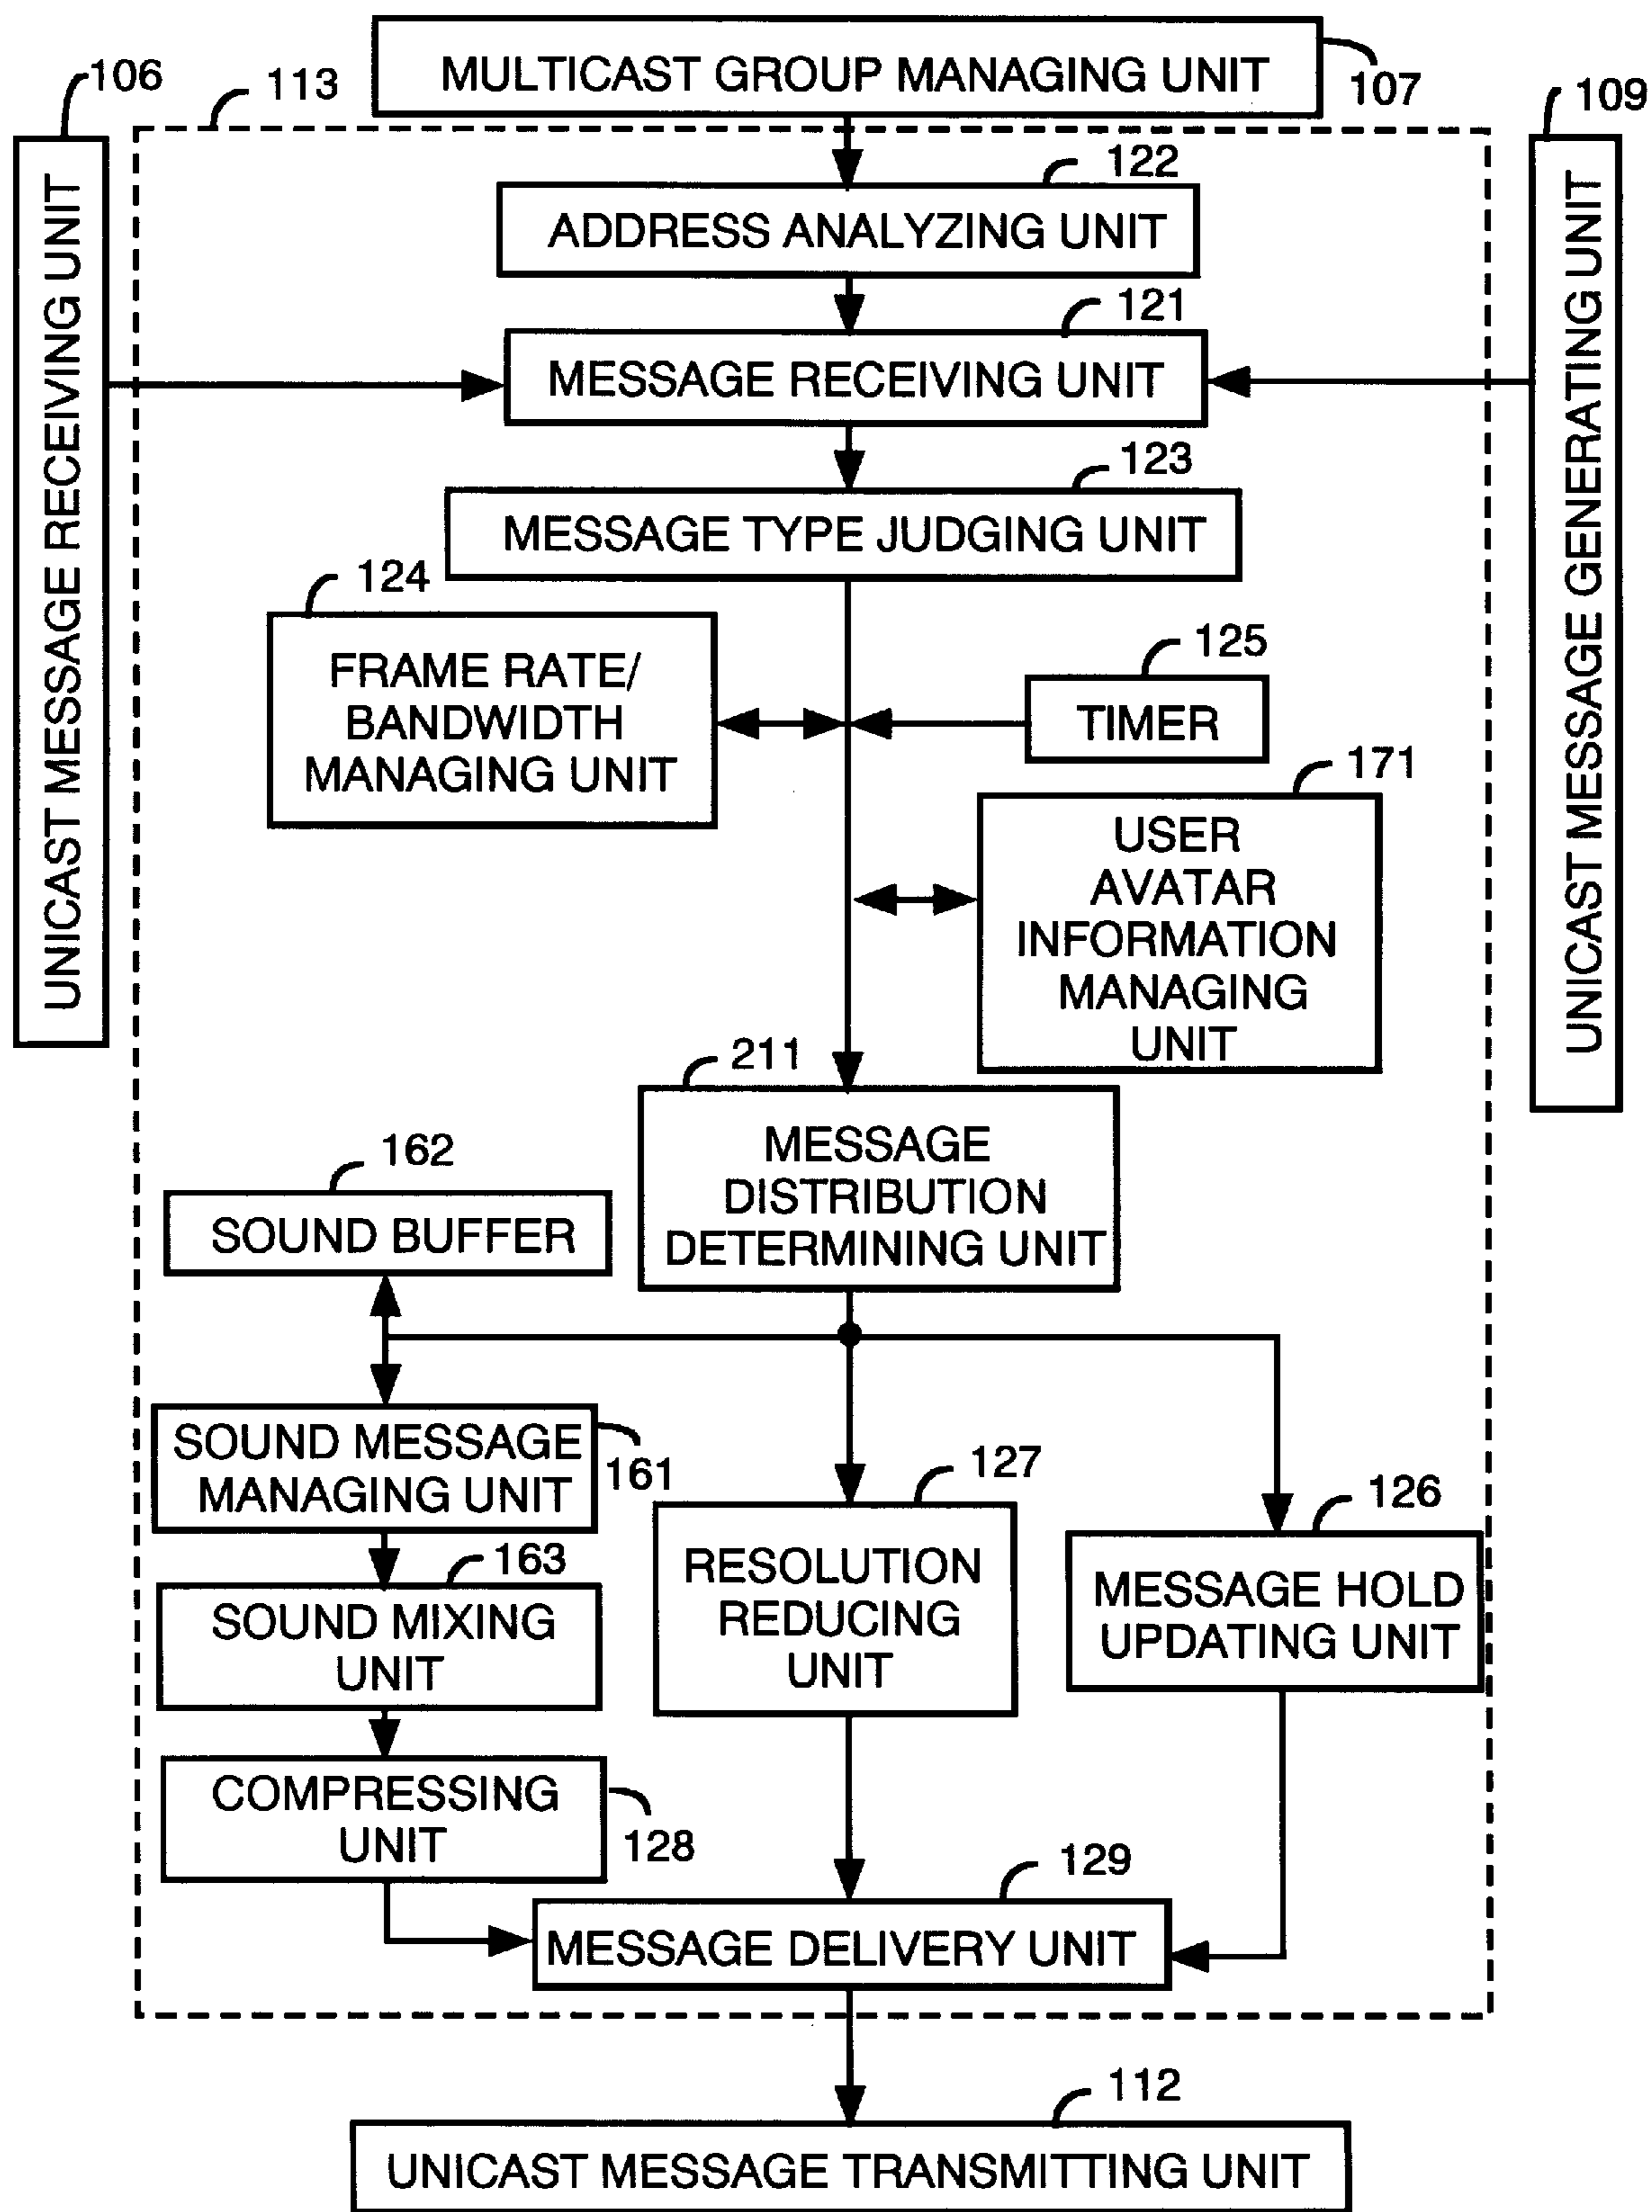 MULTICAST GROUP MANAGING UNIT
107
106
113
109
UNICAST MESSAGE RECEIVING UNIT
UNICAST MESSAGE GENERATING UNIT
122
ADDRESS ANALYZING UNIT
121
MESSAGE RECEIVING UNIT
123
MESSAGE TYPE JUDGING UNIT
124
FRAME RATE/
BANDWIDTH
MANAGING UNIT
125
TIMER
171
USER
AVATAR
INFORMATION
MANAGING
UNIT
211
MESSAGE
DISTRIBUTION
DETERMINING UNIT
162
SOUND BUFFER
SOUND MESSAGE
MANAGING UNIT
161
127
RESOLUTION
REDUCING
UNIT
126
MESSAGE HOLD
UPDATING UNIT
163
SOUND MIXING
UNIT
COMPRESSING
UNIT
128
129
MESSAGE DELIVERY UNIT
112
UNICAST MESSAGE TRANSMITTING UNIT